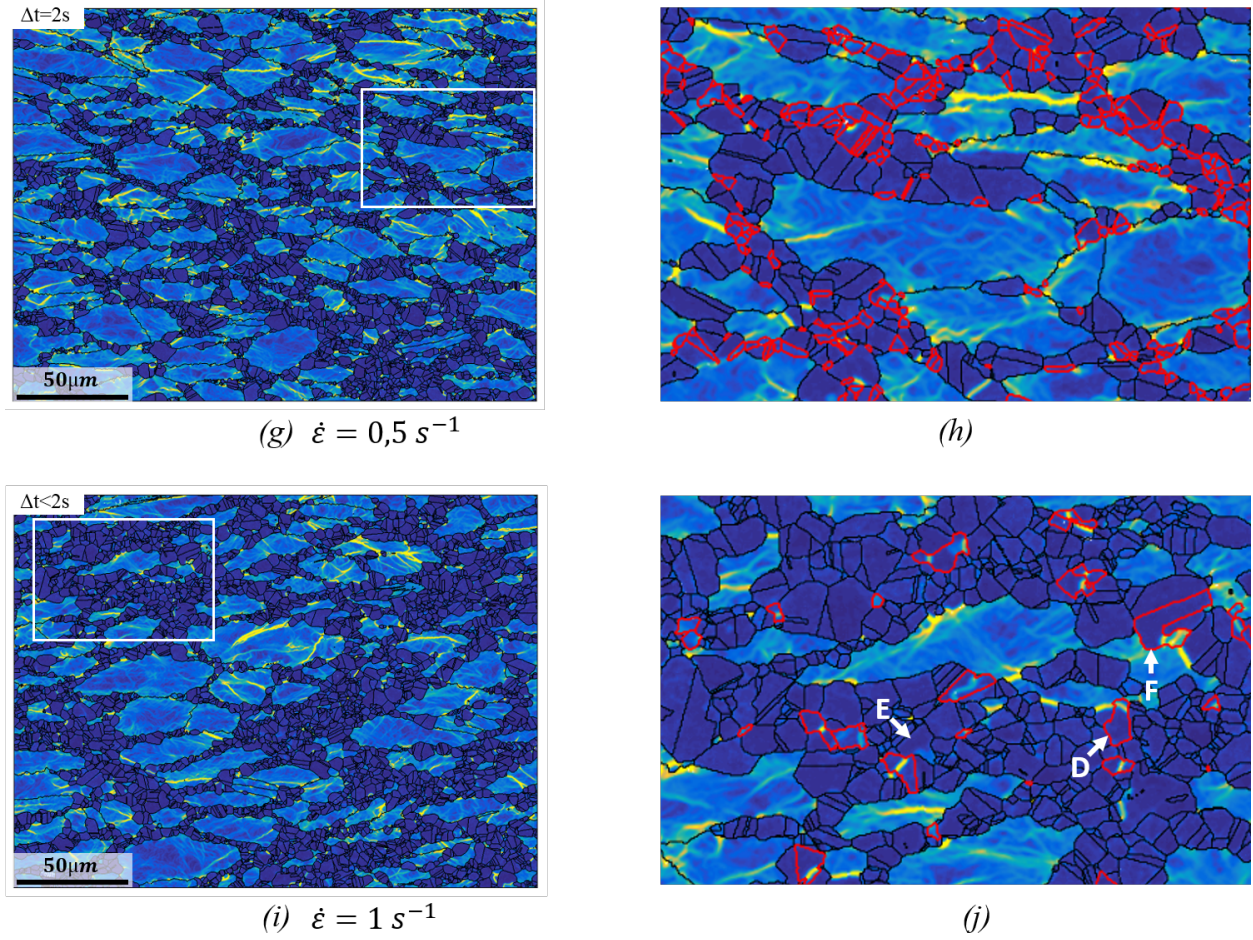 Δt=2s
50μm
(g) ε̇ = 0,5 s⁻¹
(h)
Δt<2s
50μm
(i) ε̇ = 1 s⁻¹
E
F
D
(j)